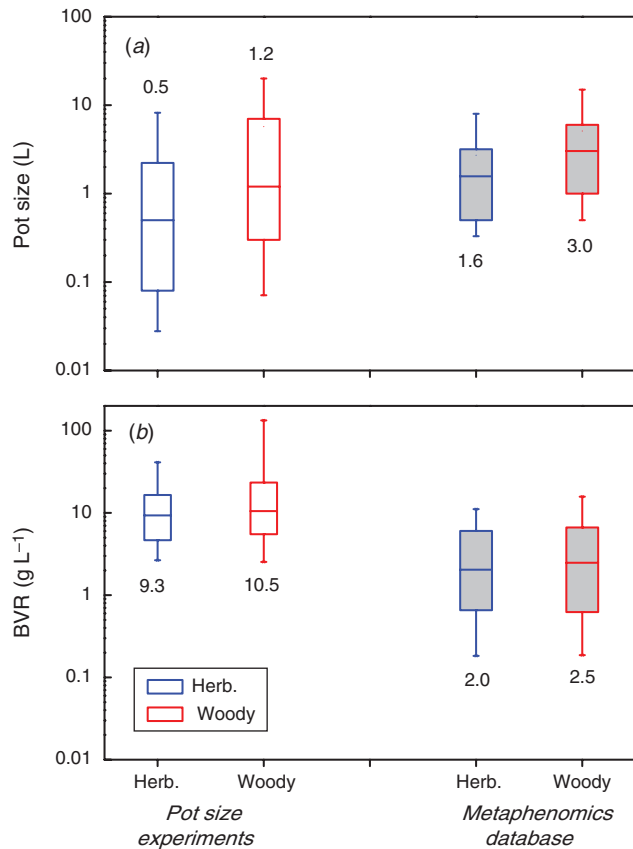 100
10
1
0.1
0.01
Pot size (L)
(a)
0.5
1.2
1.6
3.0
100
10
1
0.1
0.01
BVR (g L−1)
(b)
9.3
10.5
2.0
2.5
Herb.
Woody
Herb.
Woody
Herb.
Woody
Pot size
experiments
Metaphenomics
database